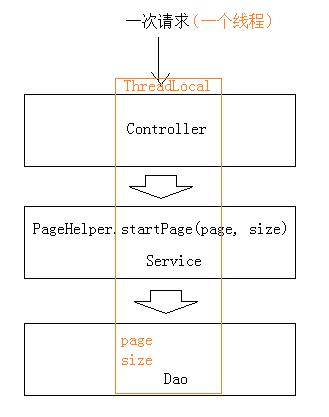 一次请求(一个线程)
ThreadLocal
Controller
PageHelper.startPage(page, size)
Service
page
size
Dao